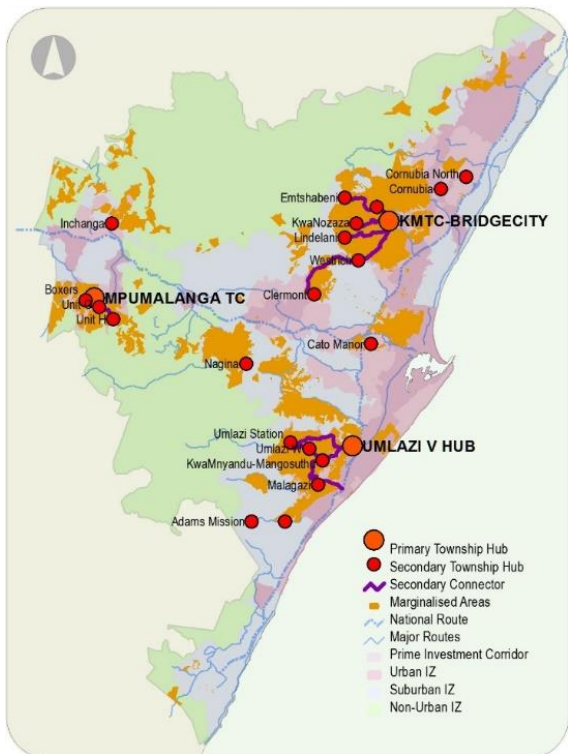 Cornubia North
Cornubia
Emtshabeni
KwaNozaza
KMTC-BRIDGECITY
Lindelani
Inchanga
Westrich
Clermont
Boxers
MPUMALANGA TC
Unit H
Cato Manor
Nagina
Umlazi Station
UMLAZI V HUB
Umlazi W
KwaMnyandu-Mangosuthu
Malagazi
Adams Mission
Primary Township Hub
Secondary Township Hub
Secondary Connector
Marginalised Areas
National Route
Major Routes
Prime Investment Corridor
Urban IZ
Suburban IZ
Non-Urban IZ